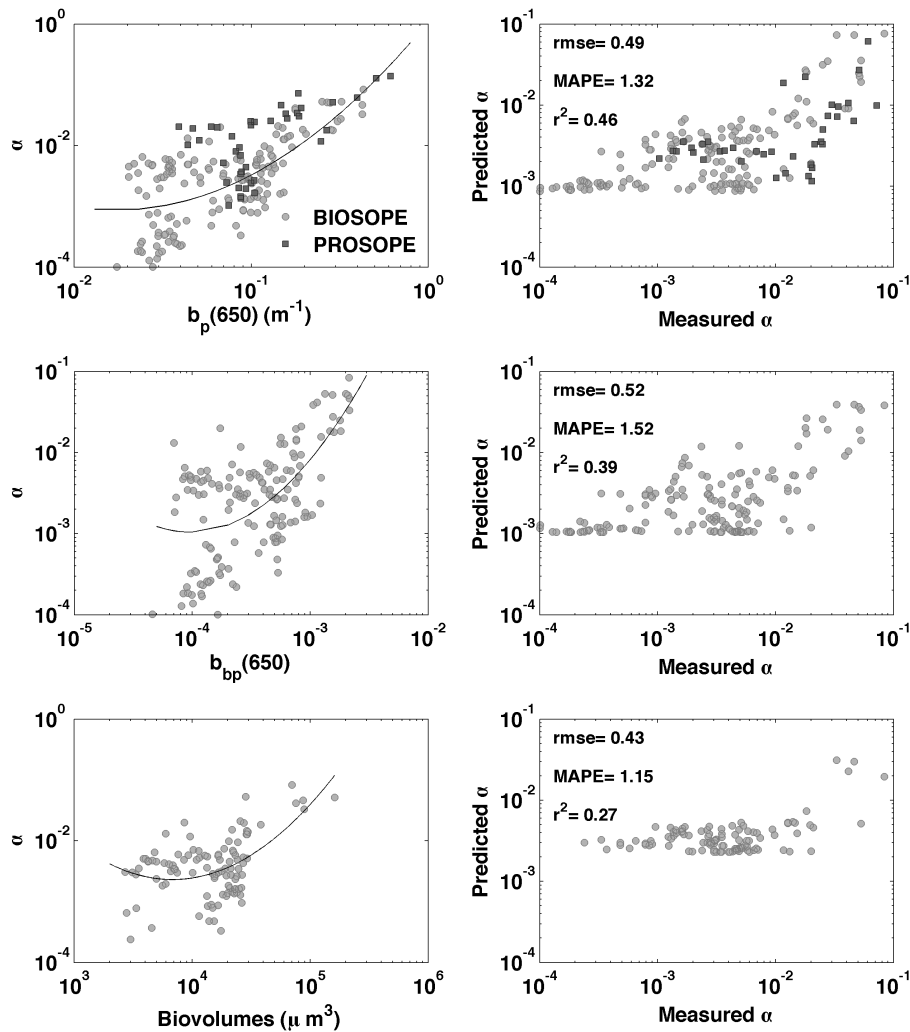 10^0
10^-2
10^-4
α
10^-2
10^-1
10^0
b_p(650) (m^-1)
BIOSOPE
PROSOPE
10^-1
10^-2
10^-3
10^-4
Predicted α
rmse= 0.49
MAPE= 1.32
r^2= 0.46
10^-4
10^-3
10^-2
10^-1
Measured α
10^-1
10^-2
10^-3
10^-4
α
10^-5
10^-4
10^-3
10^-2
b_bp(650)
10^-1
10^-2
10^-3
10^-4
Predicted α
rmse= 0.52
MAPE= 1.52
r^2= 0.39
10^-4
10^-3
10^-2
10^-1
Measured α
10^0
10^-2
10^-4
α
10^3
10^4
10^5
10^6
Biovolumes (μ m^3)
10^-1
10^-2
10^-3
10^-4
Predicted α
rmse= 0.43
MAPE= 1.15
r^2= 0.27
10^-4
10^-3
10^-2
10^-1
Measured α